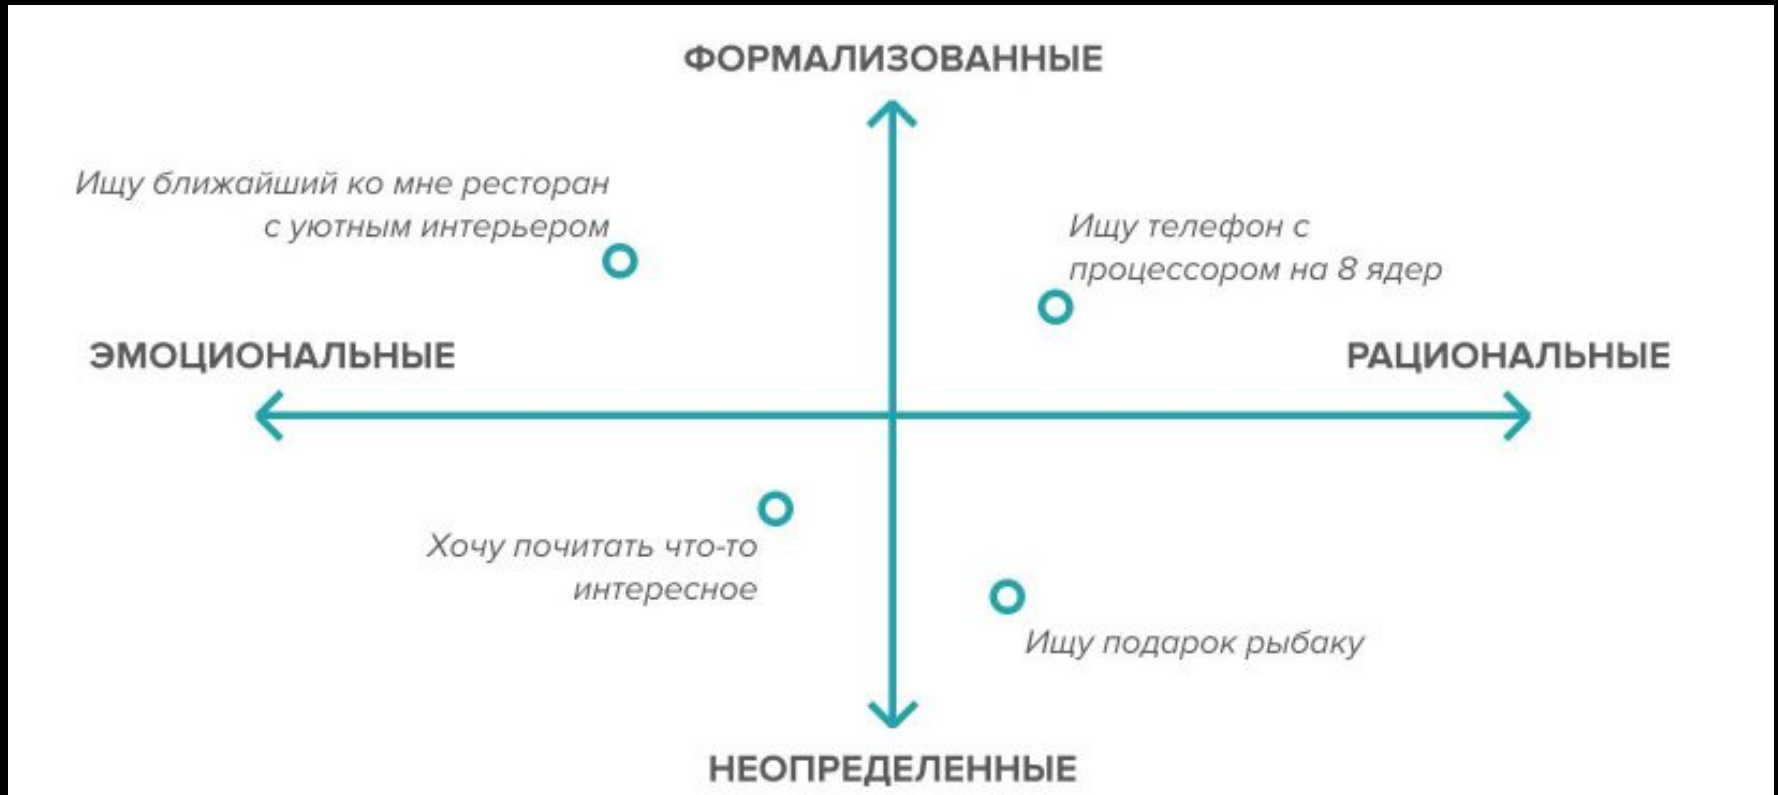 ФОРМАЛИЗОВАННЫЕ
Ищу ближайший ко мне ресторан
с уютным интерьером
Ищу телефон с
процессором на 8 ядер
ЭМОЦИОНАЛЬНЫЕ
РАЦИОНАЛЬНЫЕ
Хочу почитать что-то
интересное
Ищу подарок рыбаку
НЕОПРЕДЕЛЕННЫЕ